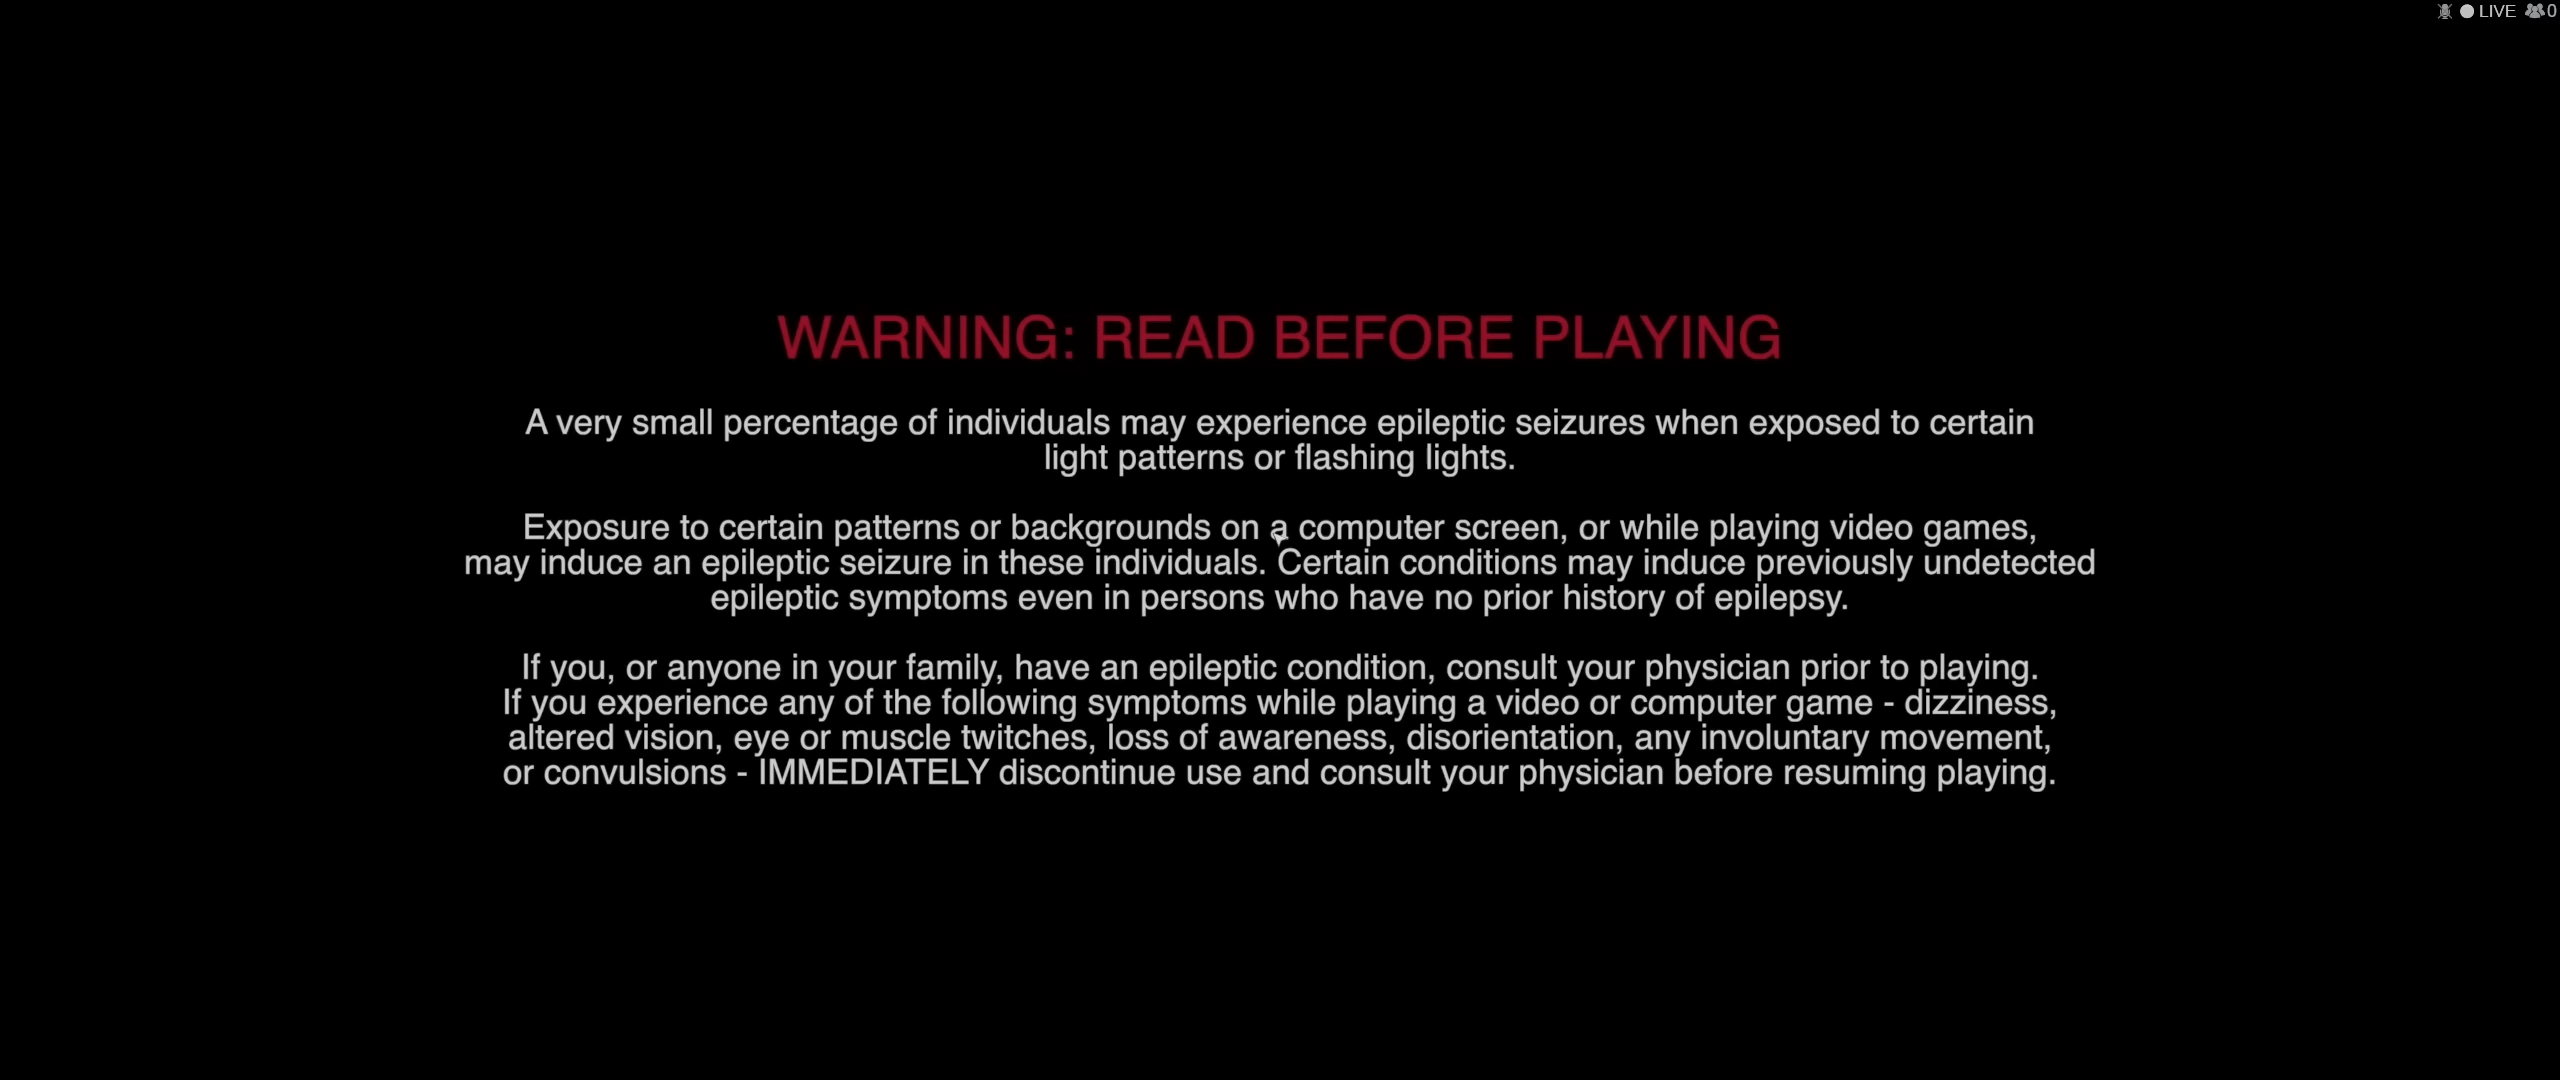 LIVE 0
WARNING: READ BEFORE PLAYING
A very small percentage of individuals may experience epileptic seizures when exposed to certain
light patterns or flashing lights.
Exposure to certain patterns or backgrounds on a computer screen, or while playing video games,
may induce an epileptic seizure in these individuals. Certain conditions may induce previously undetected
epileptic symptoms even in persons who have no prior history of epilepsy.
If you, or anyone in your family, have an epileptic condition, consult your physician prior to playing.
If you experience any of the following symptoms while playing a video or computer game - dizziness,
altered vision, eye or muscle twitches, loss of awareness, disorientation, any involuntary movement,
or convulsions - IMMEDIATELY discontinue use and consult your physician before resuming playing.